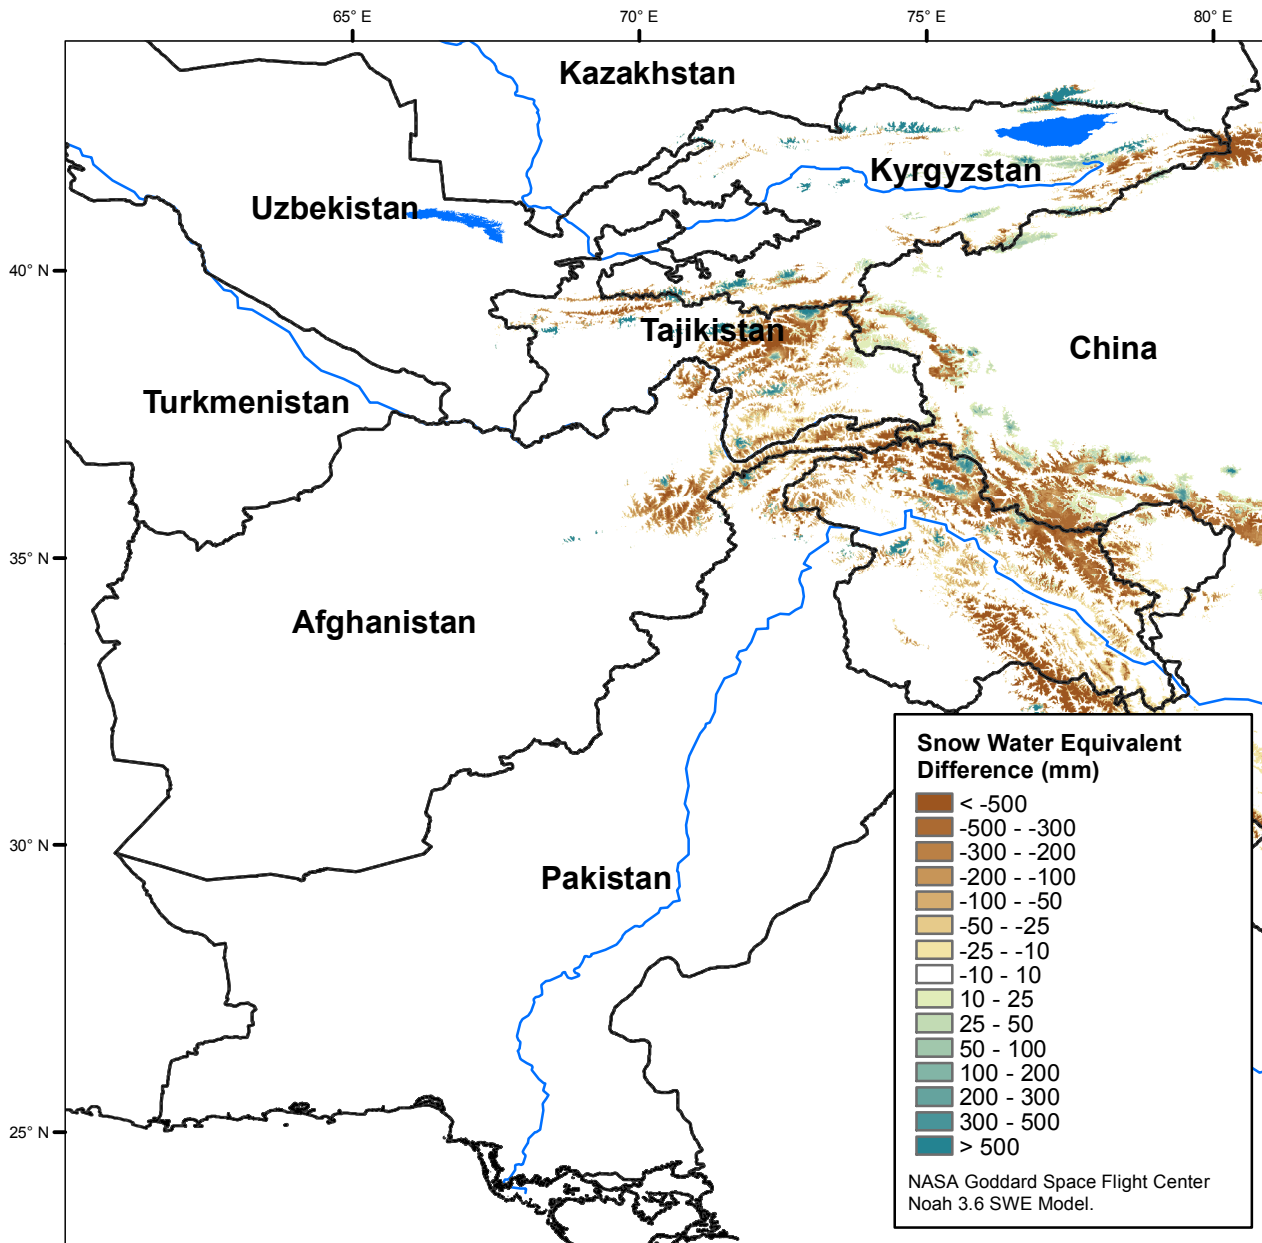 65° E
70° E
75° E
80° E
Kazakhstan
Kyrgyzstan
Uzbekistan
40° N
Tajikistan
China
Turkmenistan
35° N
Afghanistan
30° N
Pakistan
25° N
Snow Water Equivalent
Difference (mm)
< -500
-500 - -300
-300 - -200
-200 - -100
-100 - -50
-50 - -25
-25 - -10
-10 - 10
10 - 25
25 - 50
50 - 100
100 - 200
200 - 300
300 - 500
> 500
NASA Goddard Space Flight Center
Noah 3.6 SWE Model.